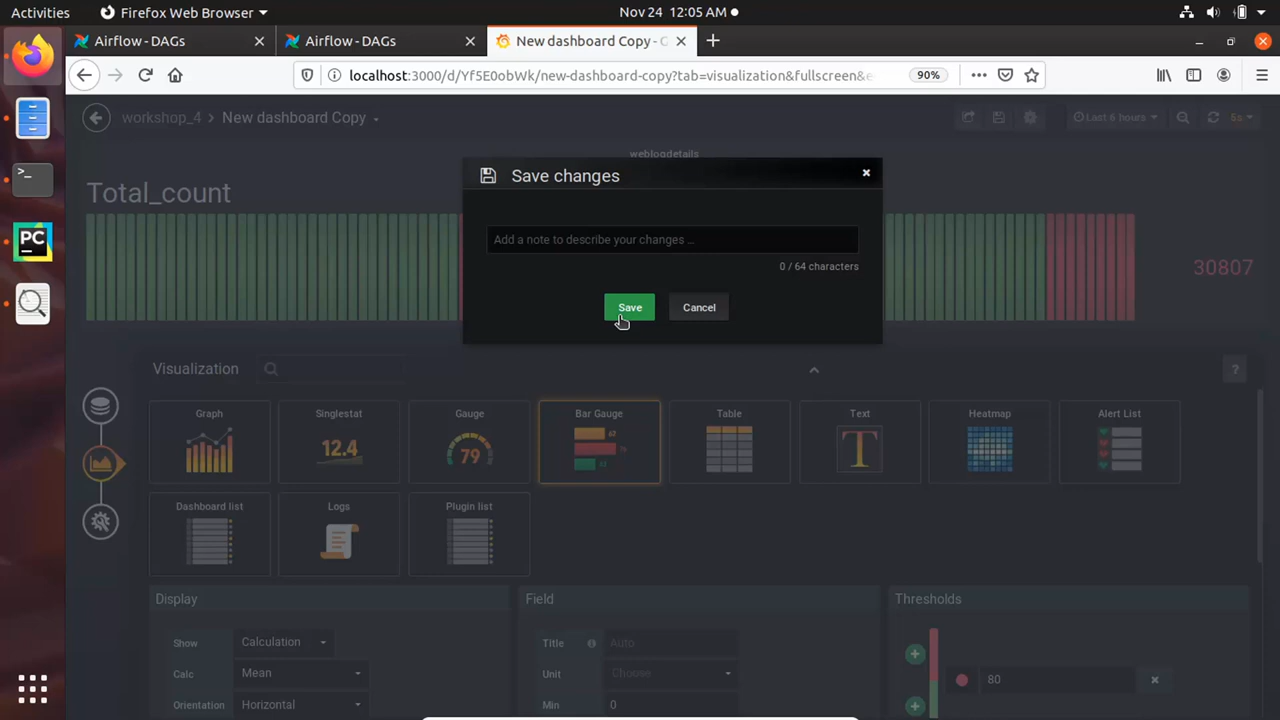 Activities
Firefox Web Browser
Nov 24 12:05 AM
Airflow - DAGs
Airflow - DAGs
New dashboard Copy -
localhost:3000/d/Yf5E0obWk/new-dashboard-copy?tab=visualization&fullscreen&e
90%
workshop_4 > New dashboard Copy
Last 6 hours
5s
weblogdetails
Save changes
Total_count
Add a note to describe your changes ...
0 / 64 characters
30807
Save
Cancel
Visualization
?
Graph
Singlestat
Gauge
Bar Gauge
Table
Text
Heatmap
Alert List
12.4
79
62
T
Dashboard list
Logs
Plugin list
Display
Field
Thresholds
Show
Calculation
Title
Auto
Calc
Mean
Unit
Choose
80
Orientation
Horizontal
Min
0
PC